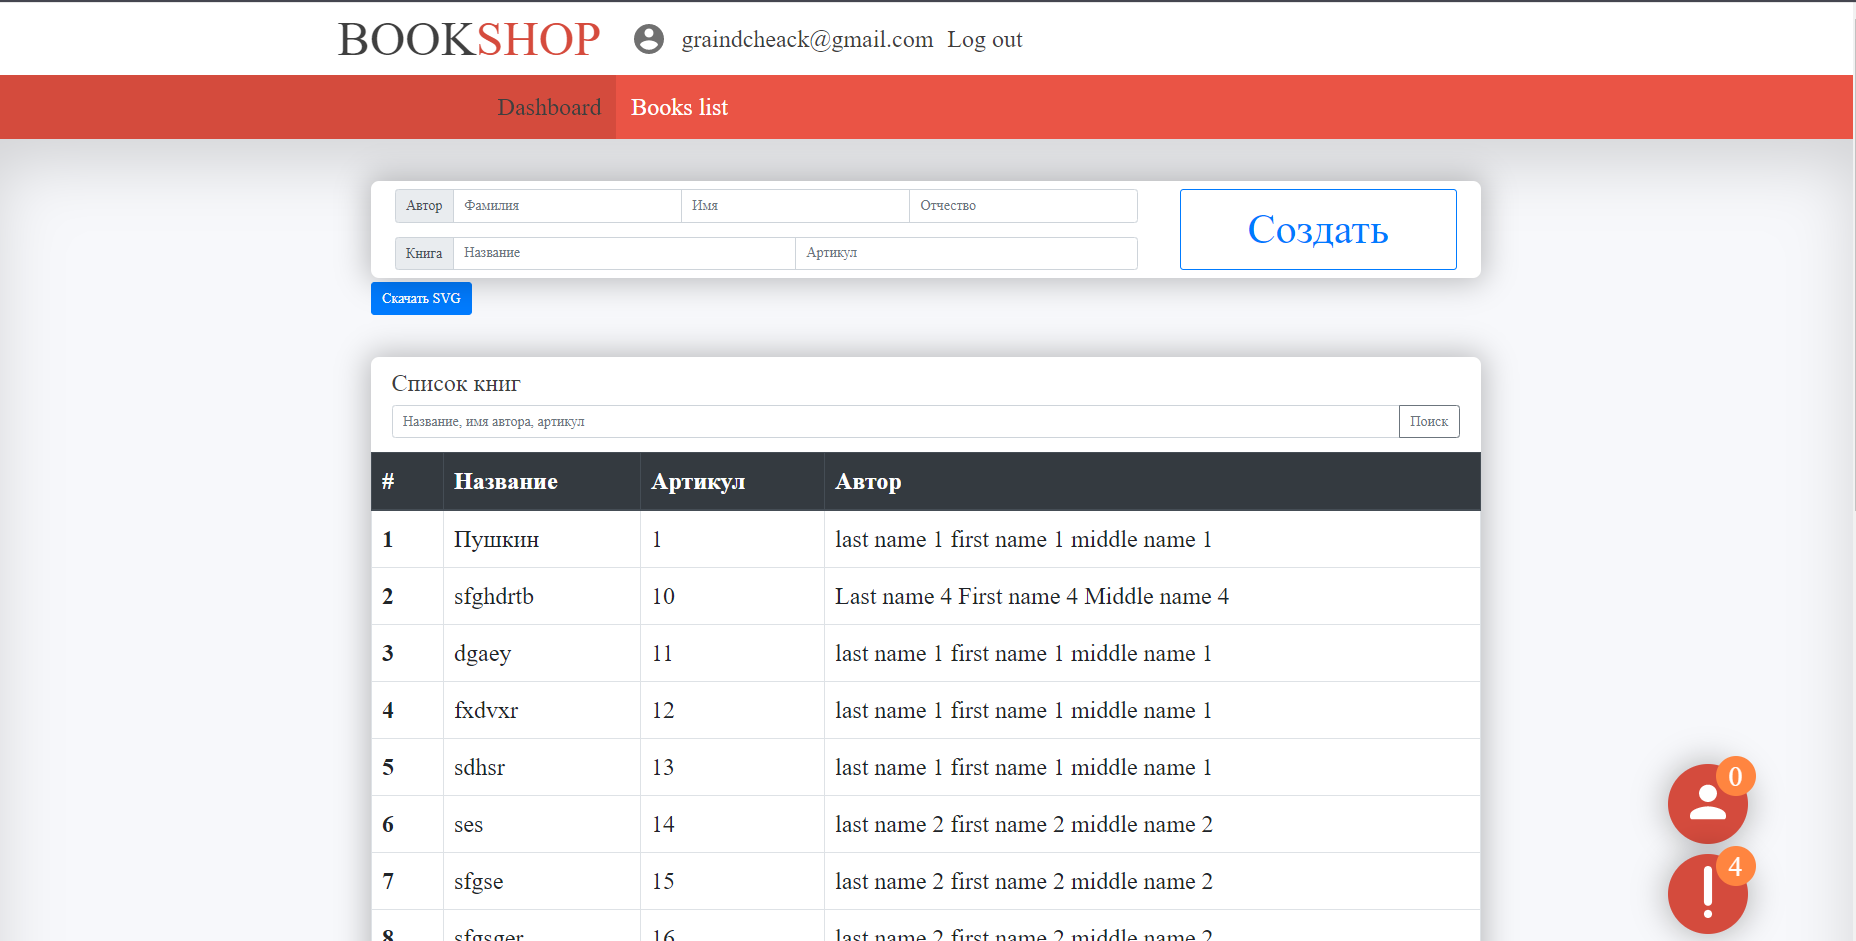 BOOKSHOP graindcheack@gmail.com Log out
Dashboard Books list
Автор Фамилия Имя Отчество
Книга Название Артикул
Создать
Скачать SVG
Список книг
Название, имя автора, артикул Поиск
# Название Артикул Автор
1 Пушкин 1 last name 1 first name 1 middle name 1
2 sfghdrtb 10 Last name 4 First name 4 Middle name 4
3 dgaey 11 last name 1 first name 1 middle name 1
4 fxdvxr 12 last name 1 first name 1 middle name 1
5 sdhsr 13 last name 1 first name 1 middle name 1
6 ses 14 last name 2 first name 2 middle name 2
7 sfgse 15 last name 2 first name 2 middle name 2
8 sfgsger 16 last name 2 first name 2 middle name 2
0
4